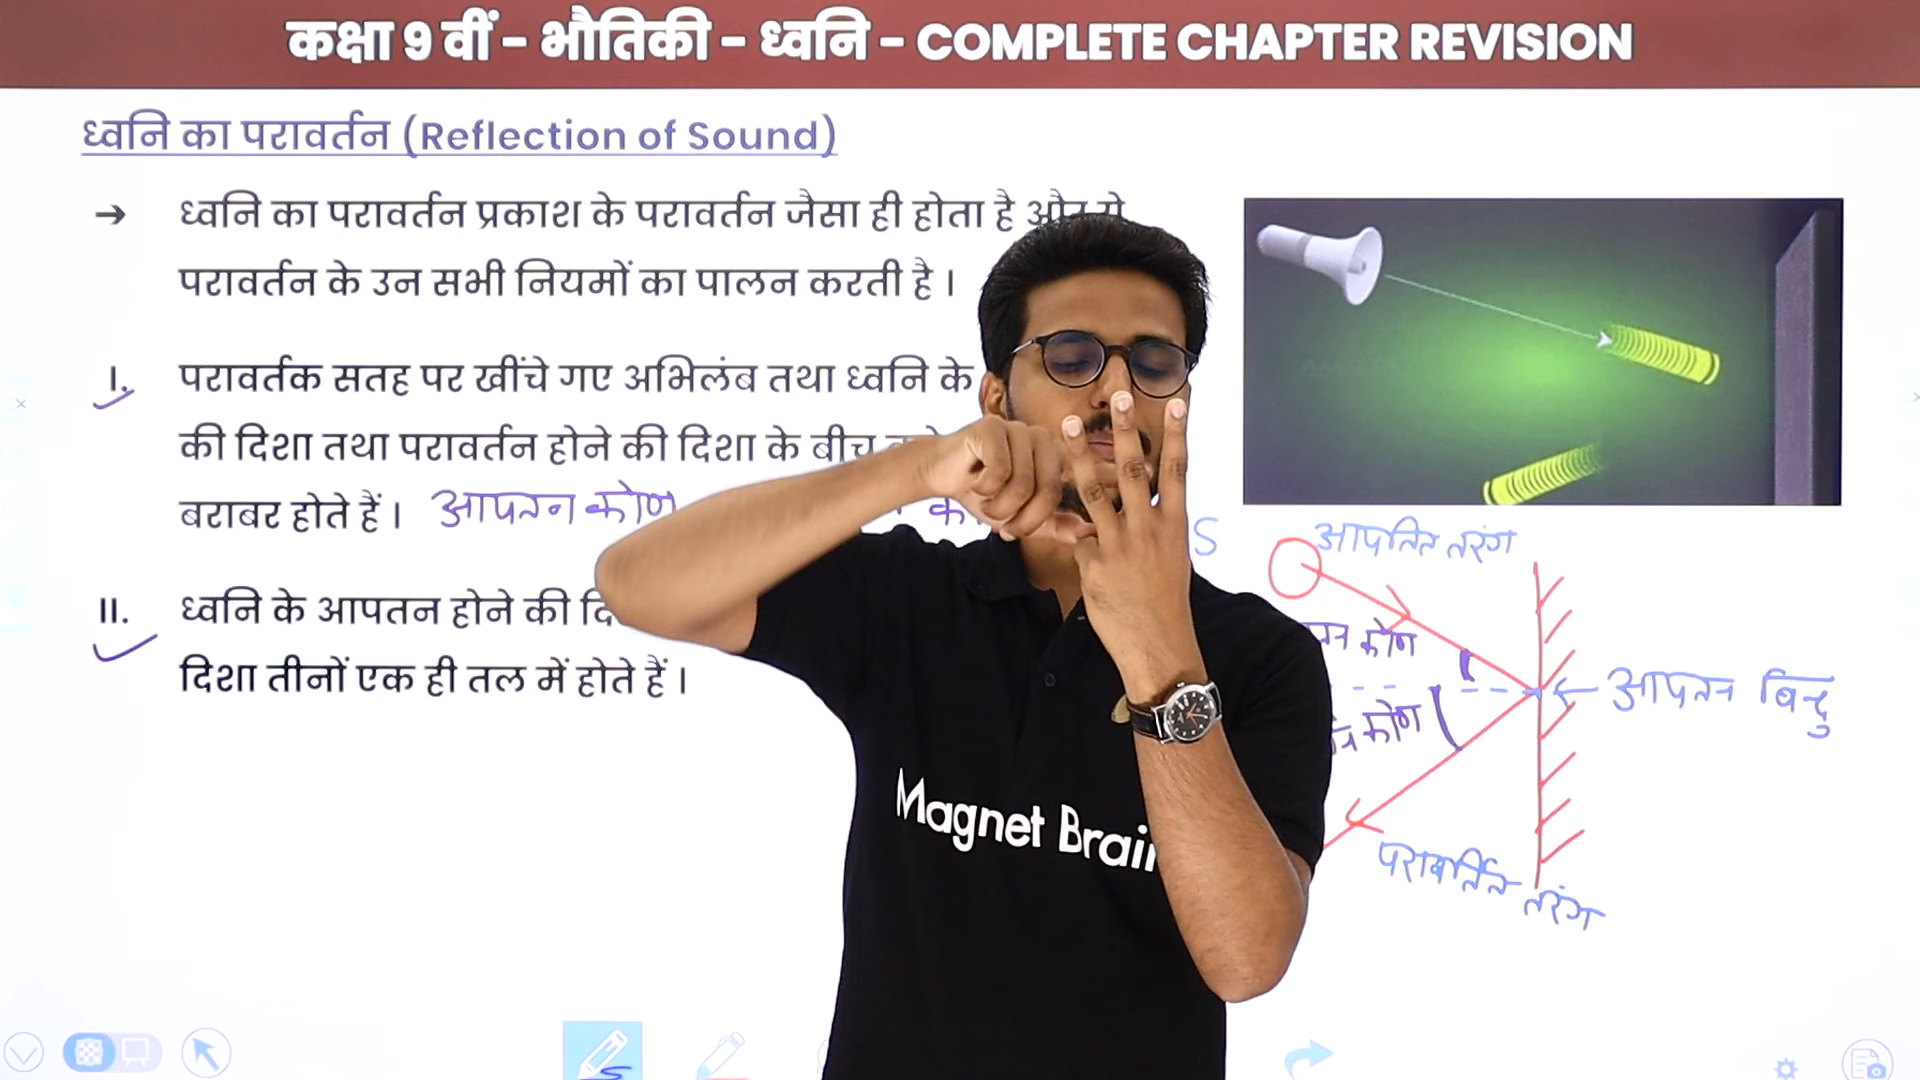 कक्षा 9 वीं - भौतिकी - ध्वनि - COMPLETE CHAPTER REVISION
ध्वनि का परावर्तन (Reflection of Sound)
→ ध्वनि का परावर्तन प्रकाश के परावर्तन जैसा ही होता है और ये
परावर्तन के उन सभी नियमों का पालन करती है ।
I. परावर्तक सतह पर खींचे गए अभिलंब तथा ध्वनि के
की दिशा तथा परावर्तन होने की दिशा के बीच
बराबर होते हैं । आपतन कोण
II. ध्वनि के आपतन होने की
दिशा तीनों एक ही तल में होते हैं ।
S
आपतित तरंग
कोण
आपतन बिन्दु
कोण
परावर्तित तरंग
Magnet Brai